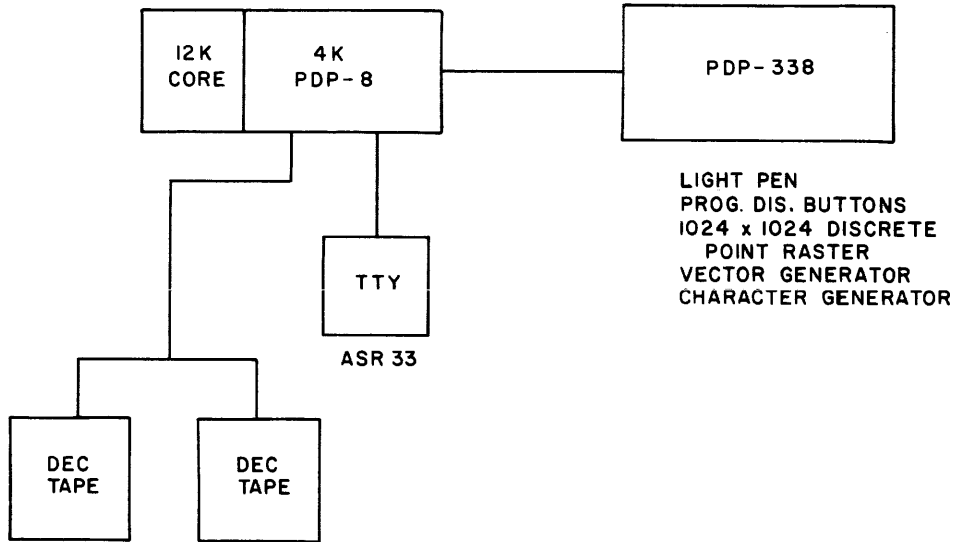 12K
CORE
4K
PDP-8
PDP-338
LIGHT PEN
PROG. DIS. BUTTONS
1024 x 1024 DISCRETE
POINT RASTER
VECTOR GENERATOR
CHARACTER GENERATOR
TTY
ASR 33
DEC
TAPE
DEC
TAPE